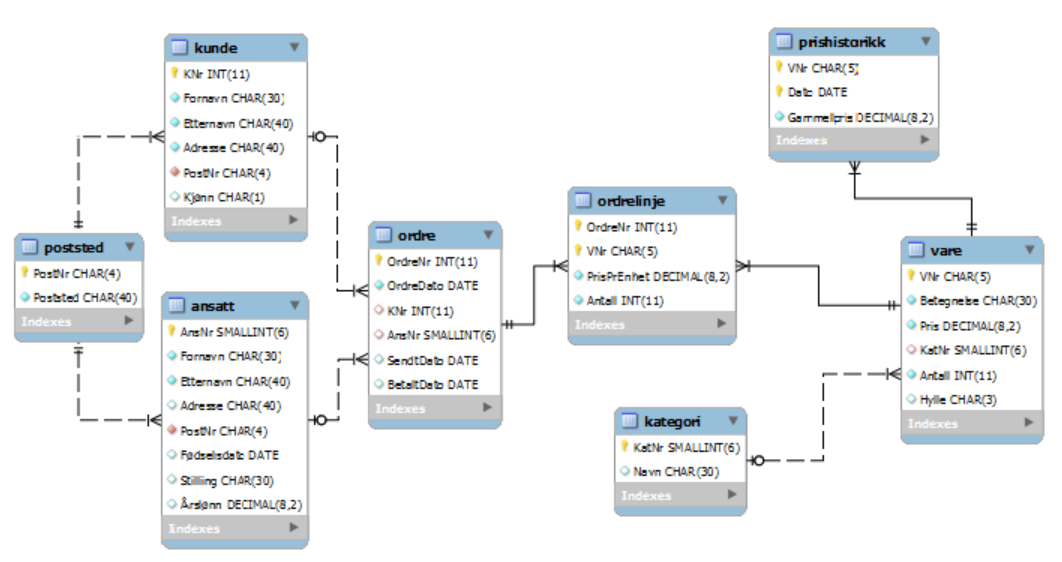 kunde
KNr INT(11)
Fornavn CHAR(30)
Etternavn CHAR(40)
Adresse CHAR(40)
PostNr CHAR(4)
Kjønn CHAR(1)
Indexes
prishistorikk
VNr CHAR(5)
Dato DATE
Gammelpris DECIMAL(8,2)
Indexes
poststed
PostNr CHAR(4)
Poststed CHAR(40)
Indexes
ansatt
AnsNr SMALLINT(6)
Fornavn CHAR(30)
Etternavn CHAR(40)
Adresse CHAR(40)
PostNr CHAR(4)
Fødselsdato DATE
Stilling CHAR(30)
Årslønn DECIMAL(8,2)
Indexes
ordre
OrdreNr INT(11)
OrdreDato DATE
KNr INT(11)
AnsNr SMALLINT(6)
SendtDato DATE
BetaltDato DATE
Indexes
ordrelinje
OrdreNr INT(11)
VNr CHAR(5)
PrisPrEnhet DECIMAL(8,2)
Antall INT(11)
Indexes
kategori
KatNr SMALLINT(6)
Navn CHAR(30)
Indexes
vare
VNr CHAR(5)
Betegnelse CHAR(30)
Pris DECIMAL(8,2)
KatNr SMALLINT(6)
Antall INT(11)
Hylle CHAR(3)
Indexes